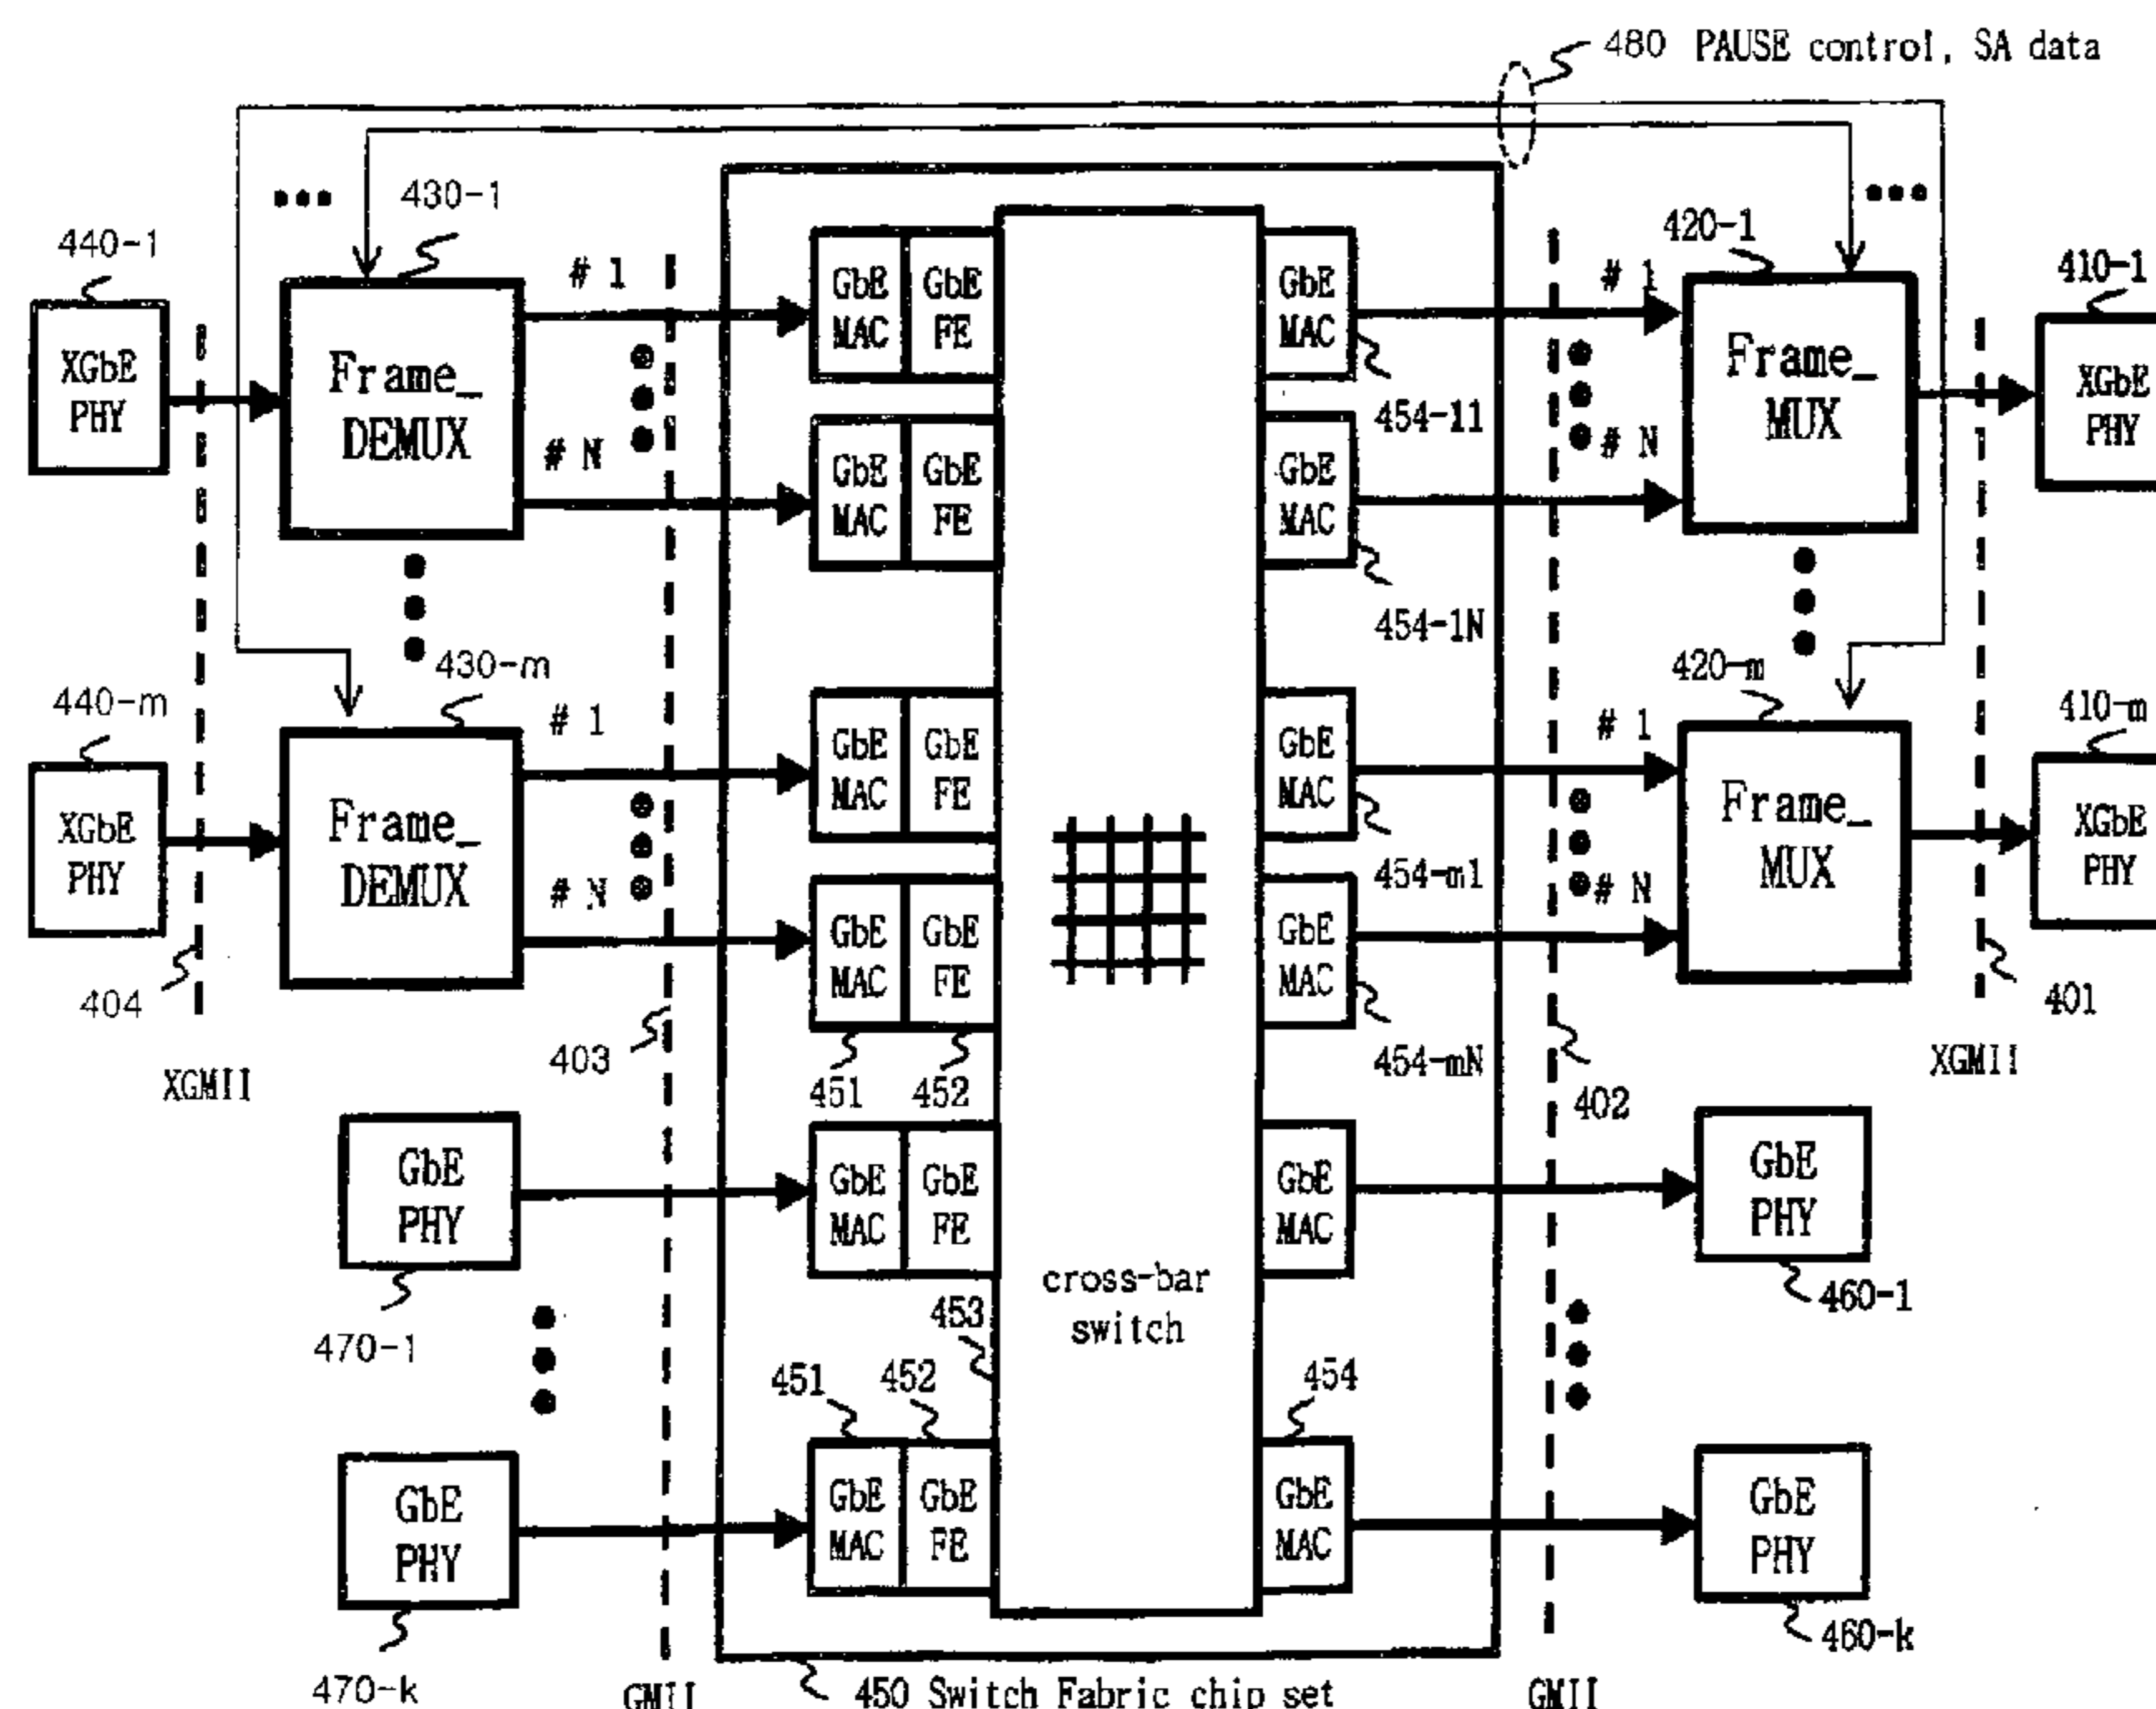 480 PAUSE control, SA data
430-1
420-1
440-1
410-1
# 1
# 1
XGbE
PHY
Frame_
DEMUX
GbE
MAC
GbE
FE
GbE
MAC
Frame_
MUX
XGbE
PHY
454-11
# N
# N
GbE
MAC
GbE
FE
GbE
MAC
454-1N
430-m
420-m
440-m
410-m
# 1
# 1
XGbE
PHY
Frame_
DEMUX
GbE
MAC
GbE
FE
GbE
MAC
Frame_
MUX
XGbE
PHY
454-m1
# N
# N
GbE
MAC
GbE
FE
GbE
MAC
404
401
403
454-mN
XGMII
451
452
402
XGMII
GbE
PHY
GbE
MAC
GbE
FE
GbE
MAC
GbE
PHY
cross-bar
switch
453
460-1
470-1
451
452
454
GbE
PHY
GbE
MAC
GbE
FE
GbE
MAC
GbE
PHY
460-k
470-k
GMII
450 Switch Fabric chip set
GMII